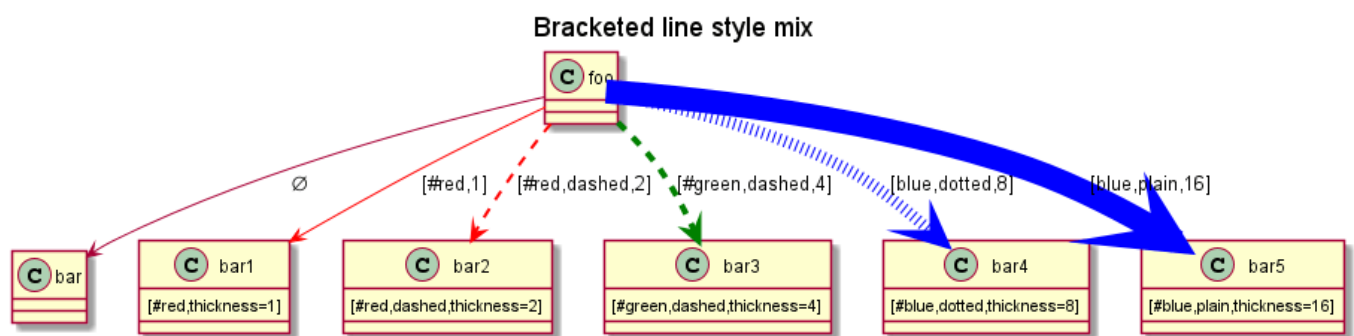 Bracketed line style mix
C foo
∅ [#red,1] [#red,dashed,2] [#green,dashed,4] [blue,dotted,8] [blue,plain,16]
C bar C bar1 C bar2 C bar3 C bar4 C bar5
[#red,thickness=1] [#red,dashed,thickness=2] [#green,dashed,thickness=4] [#blue,dotted,thickness=8] [#blue,plain,thickness=16]